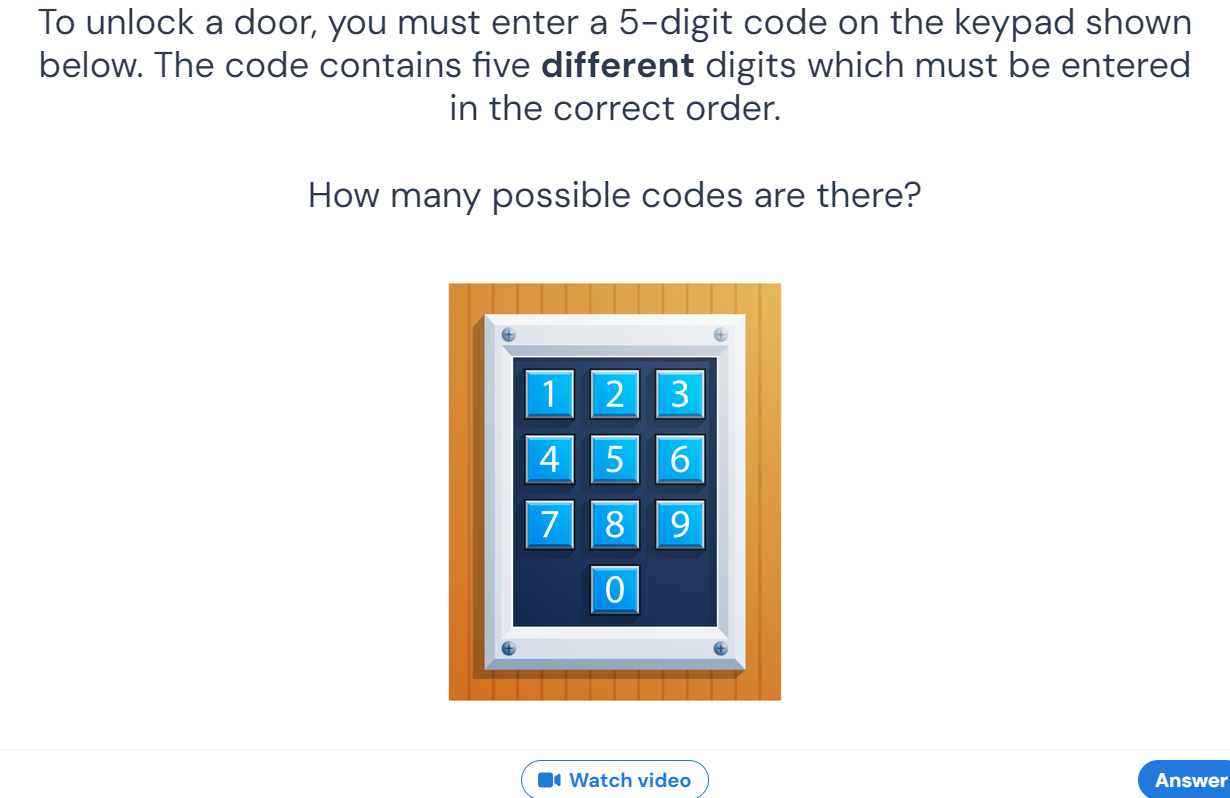 To unlock a door, you must enter a 5-digit code on the keypad shown
below. The code contains five different digits which must be entered
in the correct order.
How many possible codes are there?
1 2 3
4 5 6
7 8 9
0
Watch video
Answer